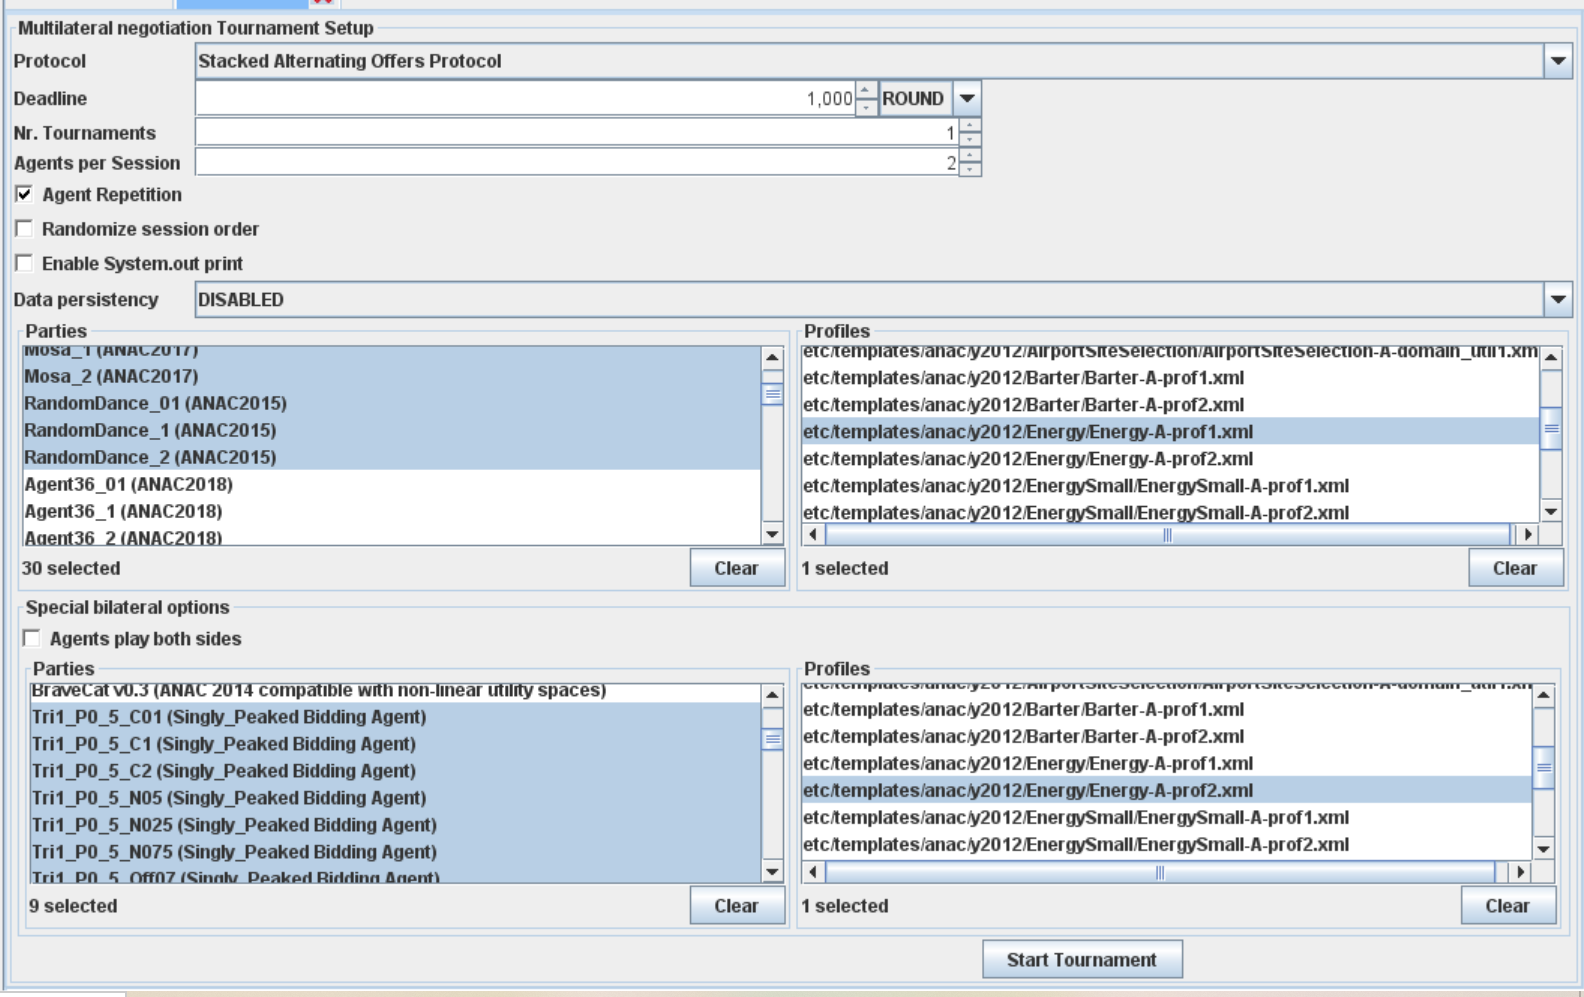 Multilateral negotiation Tournament Setup
Protocol
Stacked Alternating Offers Protocol
Deadline
1,000
ROUND
Nr. Tournaments
1
Agents per Session
2
Agent Repetition
Randomize session order
Enable System.out print
Data persistency
DISABLED
Parties
Mosa_1 (ANAC2017)
Mosa_2 (ANAC2017)
RandomDance_01 (ANAC2015)
RandomDance_1 (ANAC2015)
RandomDance_2 (ANAC2015)
Agent36_01 (ANAC2018)
Agent36_1 (ANAC2018)
Agent36_2 (ANAC2018)
30 selected
Clear
Profiles
etc/templates/anac/y2012/AirportSiteSelection/AirportSiteSelection-A-domain_util1.xm
etc/templates/anac/y2012/Barter/Barter-A-prof1.xml
etc/templates/anac/y2012/Barter/Barter-A-prof2.xml
etc/templates/anac/y2012/Energy/Energy-A-prof1.xml
etc/templates/anac/y2012/Energy/Energy-A-prof2.xml
etc/templates/anac/y2012/EnergySmall/EnergySmall-A-prof1.xml
etc/templates/anac/y2012/EnergySmall/EnergySmall-A-prof2.xml
1 selected
Clear
Special bilateral options
Agents play both sides
Parties
BraveCat v0.3 (ANAC 2014 compatible with non-linear utility spaces)
Tri1_P0_5_C01 (Singly_Peaked Bidding Agent)
Tri1_P0_5_C1 (Singly_Peaked Bidding Agent)
Tri1_P0_5_C2 (Singly_Peaked Bidding Agent)
Tri1_P0_5_N05 (Singly_Peaked Bidding Agent)
Tri1_P0_5_N025 (Singly_Peaked Bidding Agent)
Tri1_P0_5_N075 (Singly_Peaked Bidding Agent)
Tri1_P0_5_Off07 (Singly_Peaked Bidding Agent)
9 selected
Clear
Profiles
etc/templates/anac/y2012/AirportSiteSelection/AirportSiteSelection-A-domain_util1.xm
etc/templates/anac/y2012/Barter/Barter-A-prof1.xml
etc/templates/anac/y2012/Barter/Barter-A-prof2.xml
etc/templates/anac/y2012/Energy/Energy-A-prof1.xml
etc/templates/anac/y2012/Energy/Energy-A-prof2.xml
etc/templates/anac/y2012/EnergySmall/EnergySmall-A-prof1.xml
etc/templates/anac/y2012/EnergySmall/EnergySmall-A-prof2.xml
1 selected
Clear
Start Tournament